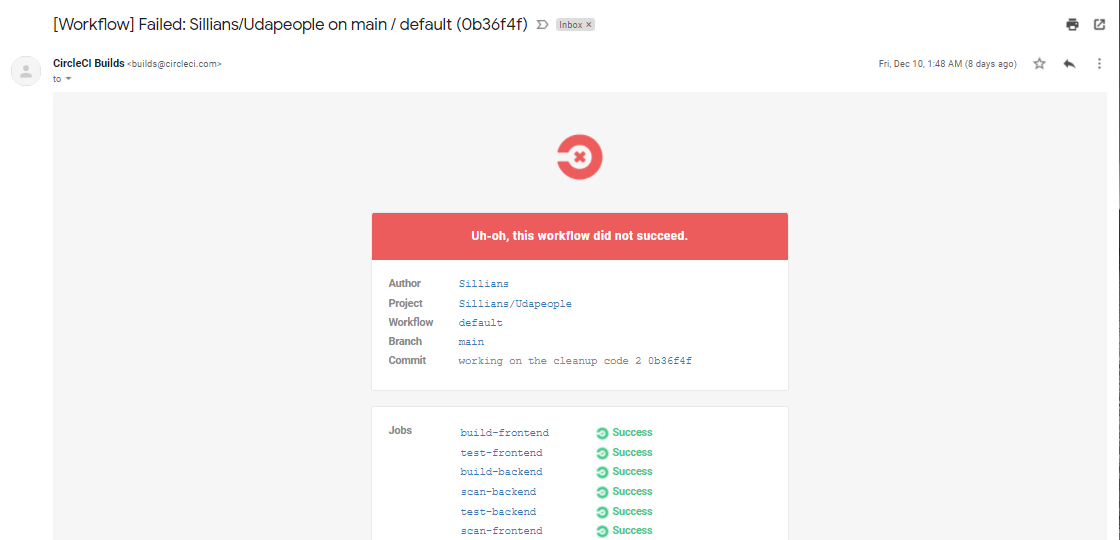 [Workflow] Failed: Sillians/Udapeople on main / default (0b36f4f) Inbox ×
CircleCI Builds <builds@circleci.com> Fri, Dec 10, 1:48 AM (8 days ago)
to
Uh-oh, this workflow did not succeed.
Author Sillians
Project Sillians/Udapeople
Workflow default
Branch main
Commit working on the cleanup code 2 0b36f4f
Jobs build-frontend Success
test-frontend Success
build-backend Success
scan-backend Success
test-backend Success
scan-frontend Success